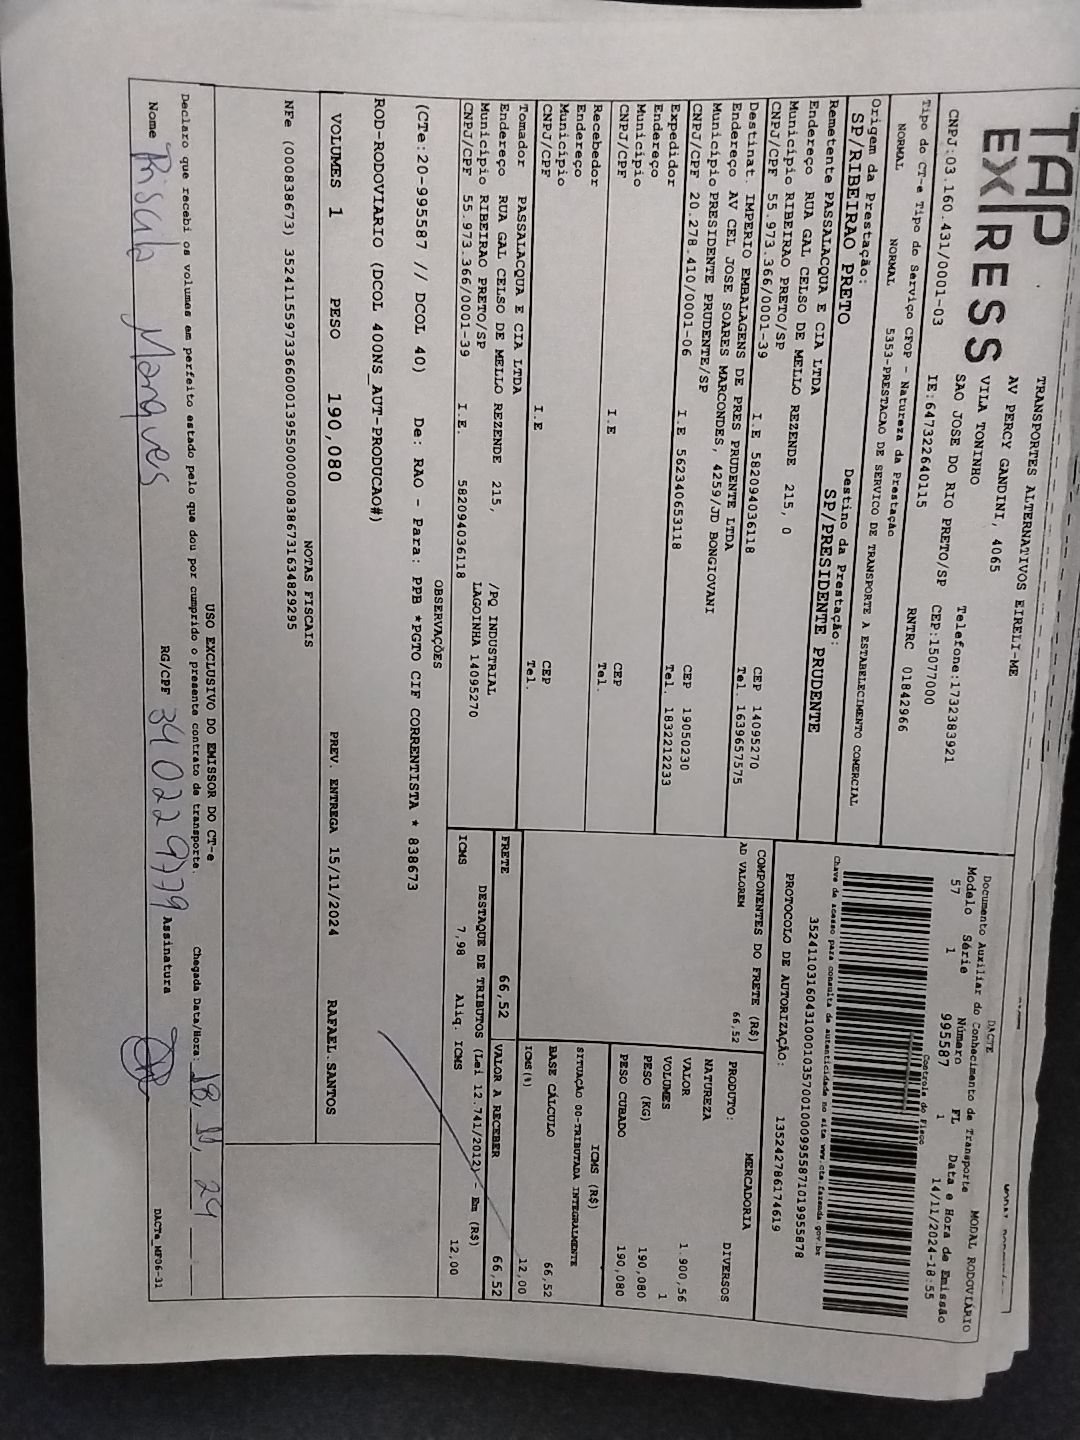 TAP
EXPRESS
TRANSPORTES ALTERNATIVOS EIRELI-ME
AV PERCY GANDINI, 4065
VILA TONINHO
SAO JOSE DO RIO PRETO/SP Telefone:1732383921
CNPJ:03.160.431/0001-03 IE:647322640115 CEP:15077000
Tipo do CT-e Tipo do Serviço CFOP - Natureza da Prestação RNTRC 01842966
NORMAL NORMAL 5353-PRESTACAO DE SERVICO DE TRANSPORTE A ESTABELECIMENTO COMERCIAL
Origem da Prestação: Destino da Prestação:
SP/RIBEIRAO PRETO SP/PRESIDENTE PRUDENTE
DACTE MODAL RODOVIÁRIO
Documento Auxiliar do Conhecimento de Transporte
Modelo Série Número FL Data e Hora de Emissão
57 1 995587 1 14/11/2024-18:55
Controle do Fisco
Chave de acesso para consulta de autenticidade no site www.cte.fazenda.gov.br
PROTOCOLO DE AUTORIZAÇÃO: 135242786174619
Remetente PASSALACQUA E CIA LTDA
Endereço RUA GAL CELSO DE MELLO REZENDE 215, 0
Município RIBEIRAO PRETO/SP CEP 14095270
CNPJ/CPF 55.973.366/0001-39 I.E 582094036118 Tel. 1639657575
Destinat. IMPERIO EMBALAGENS DE PRES PRUDENTE LTDA
Endereço AV CEL JOSE SOARES MARCONDES, 4259/JD BONGIOVANI
Município PRESIDENTE PRUDENTE/SP CEP 19050230
CNPJ/CPF 20.278.410/0001-06 I.E 562340653118 Tel. 1832212233
Expedidor
Endereço
Município CEP
CNPJ/CPF I.E Tel.
Recebedor
Endereço
Município CEP
CNPJ/CPF I.E Tel.
Tomador PASSALACQUA E CIA LTDA
Endereço RUA GAL CELSO DE MELLO REZENDE 215, /PQ INDUSTRIAL
Município RIBEIRAO PRETO/SP LAGOINHA 14095270
CNPJ/CPF 55.973.366/0001-39 I.E. 582094036118
COMPONENTES DO FRETE (R$)
AD VALOREM 66,52
PRODUTO: MERCADORIA DIVERSOS
NATUREZA
VALOR 1.900,56
VOLUMES 1
PESO (KG) 190,080
PESO CUBADO 190,080
ICMS (R$)
SITUAÇÃO 00-TRIBUTADA INTEGRALMENTE
BASE CÁLCULO 66,52
ICMS(%) 12,00
FRETE 66,52 VALOR A RECEBER 66,52
DESTAQUE DE TRIBUTOS (Lei 12.741/2012) - Em (R$)
ICMS 7,98 Aliq. ICMS 12,00
OBSERVAÇÕES
(CTe:20-995587 // DCOL 40) De: RAO - Para: PPB *PGTO CIF CORRENTISTA * 838673
ROD-RODOVIARIO (DCOL 400NS_AUT-PRODUCAO#)
VOLUMES 1 PESO 190,080 PREV. ENTREGA 15/11/2024 RAFAEL.SANTOS
NOTAS FISCAIS
USO EXCLUSIVO DO EMISSOR DO CT-e
Declaro que recebi os volumes em perfeito estado pelo que dou por cumprido o presente contrato de transporte. Chegada Data/Hora: 18, 11, 24
Nome Marques RG/CPF 340229779 Assinatura
DACTe_MF06-31